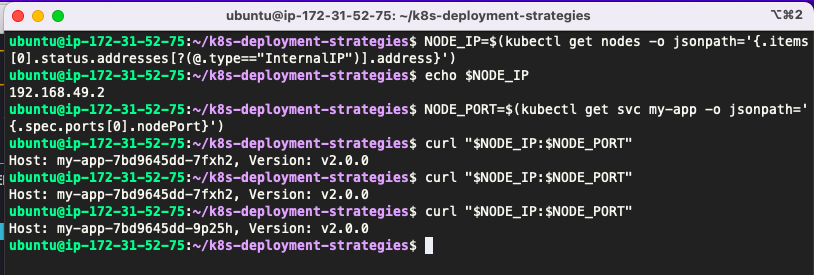 ubuntu@ip-172-31-52-75: ~/k8s-deployment-strategies
⌥⌘2
ubuntu@ip-172-31-52-75:~/k8s-deployment-strategies$ NODE_IP=$(kubectl get nodes -o jsonpath='{.items
[0].status.addresses[?(@.type=="InternalIP")].address}')
ubuntu@ip-172-31-52-75:~/k8s-deployment-strategies$ echo $NODE_IP
192.168.49.2
ubuntu@ip-172-31-52-75:~/k8s-deployment-strategies$ NODE_PORT=$(kubectl get svc my-app -o jsonpath='
{.spec.ports[0].nodePort}')
ubuntu@ip-172-31-52-75:~/k8s-deployment-strategies$ curl "$NODE_IP:$NODE_PORT"
Host: my-app-7bd9645dd-7fxh2, Version: v2.0.0
ubuntu@ip-172-31-52-75:~/k8s-deployment-strategies$ curl "$NODE_IP:$NODE_PORT"
Host: my-app-7bd9645dd-7fxh2, Version: v2.0.0
ubuntu@ip-172-31-52-75:~/k8s-deployment-strategies$ curl "$NODE_IP:$NODE_PORT"
Host: my-app-7bd9645dd-9p25h, Version: v2.0.0
ubuntu@ip-172-31-52-75:~/k8s-deployment-strategies$